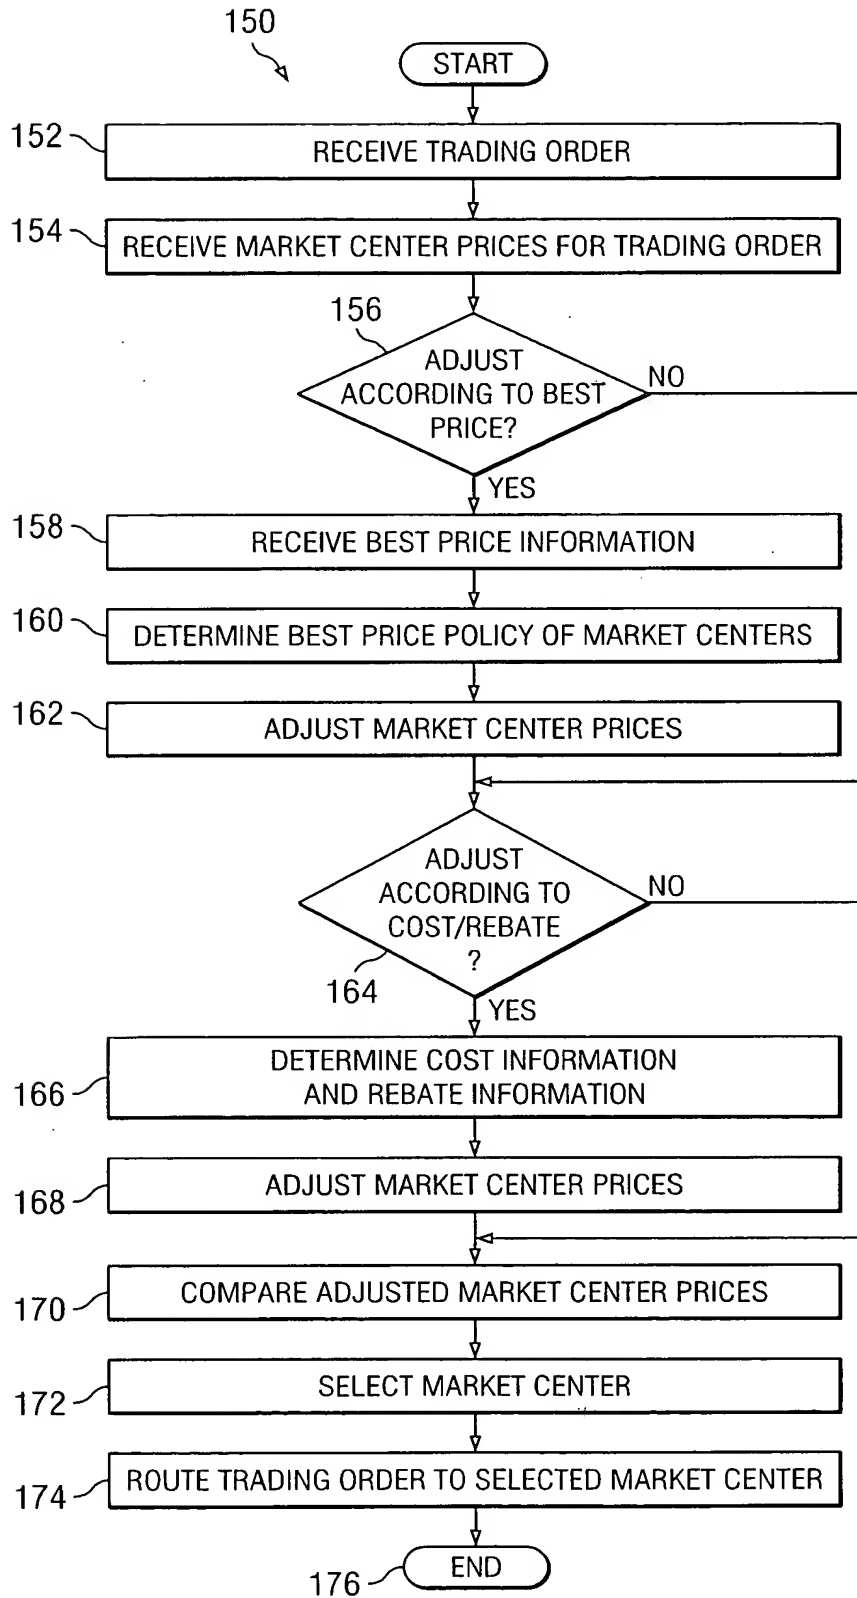 150
START
152
RECEIVE TRADING ORDER
154
RECEIVE MARKET CENTER PRICES FOR TRADING ORDER
156
ADJUST
ACCORDING TO BEST
PRICE?
NO
YES
158
RECEIVE BEST PRICE INFORMATION
160
DETERMINE BEST PRICE POLICY OF MARKET CENTERS
162
ADJUST MARKET CENTER PRICES
ADJUST
ACCORDING TO
COST/REBATE
?
NO
164
YES
DETERMINE COST INFORMATION
AND REBATE INFORMATION
166
ADJUST MARKET CENTER PRICES
168
COMPARE ADJUSTED MARKET CENTER PRICES
170
SELECT MARKET CENTER
172
ROUTE TRADING ORDER TO SELECTED MARKET CENTER
174
END
176